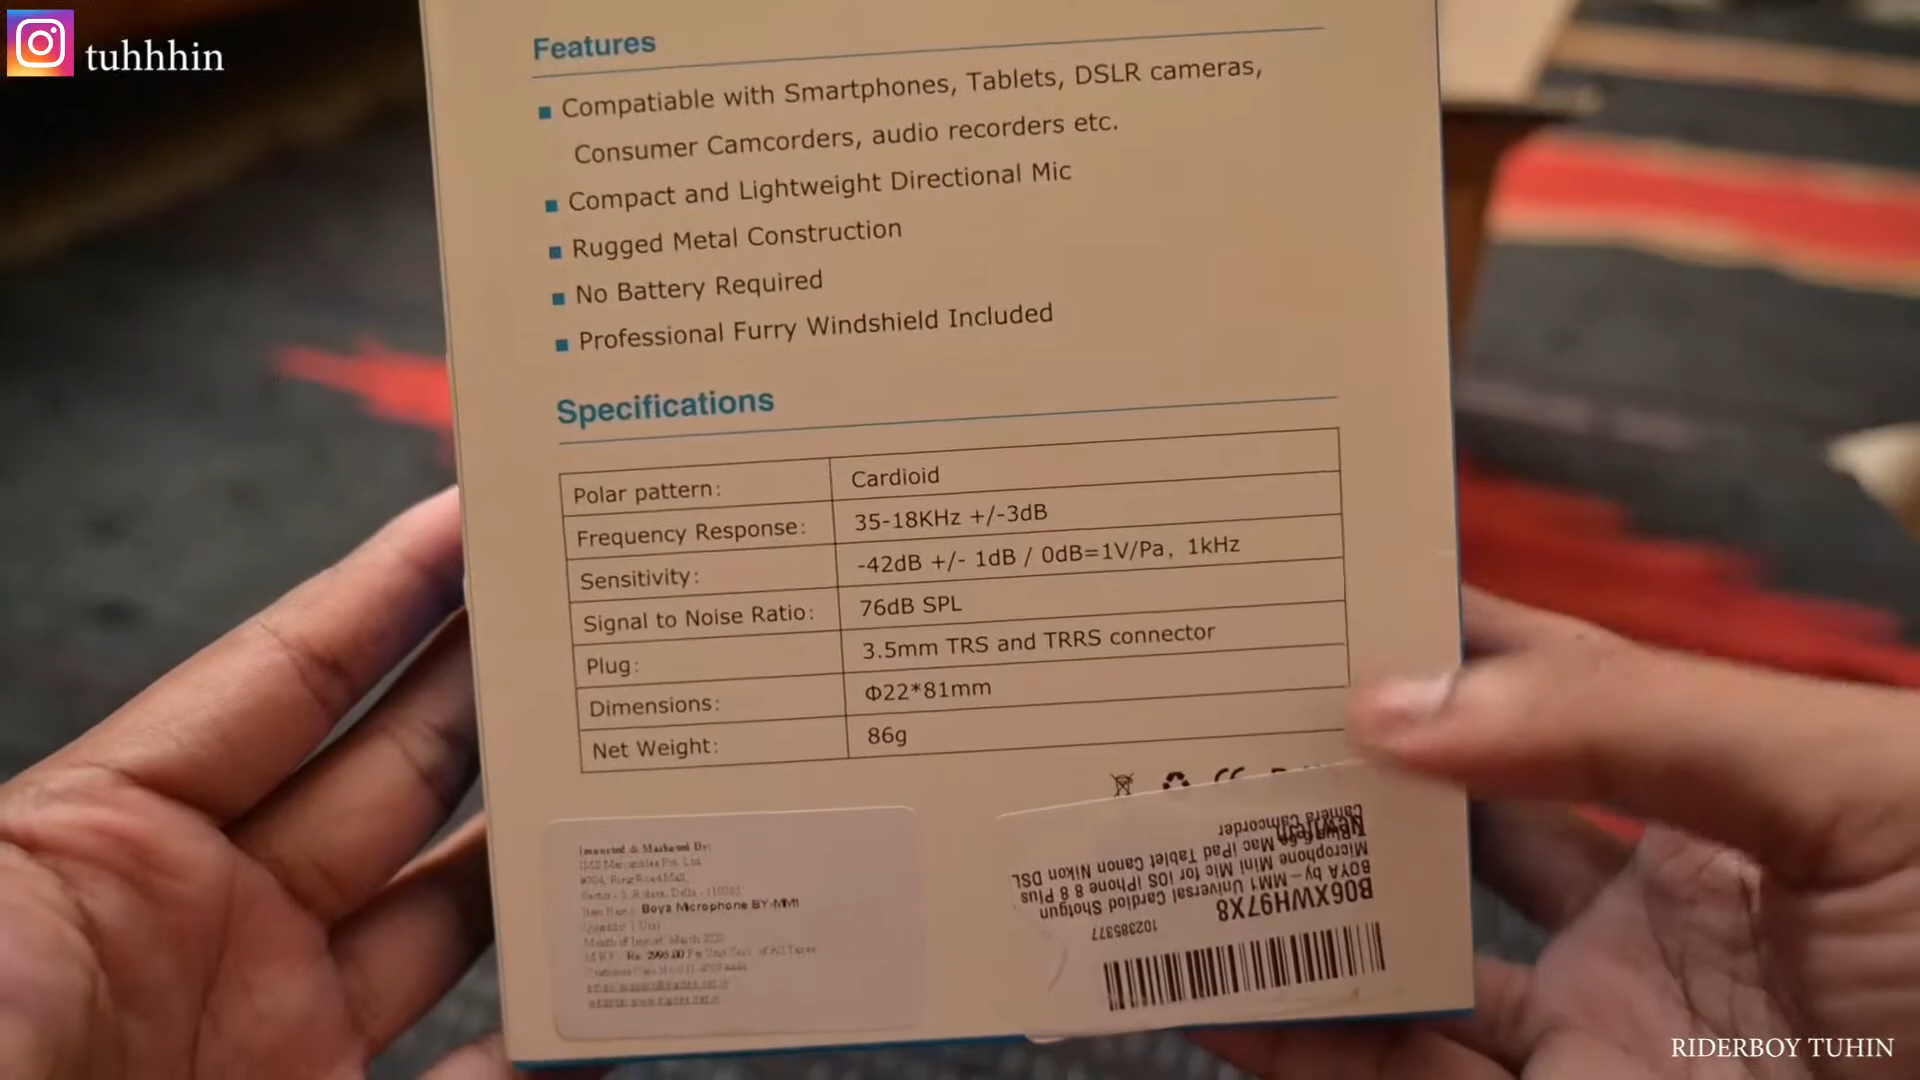 tuhhhin
Features
Compatiable with Smartphones, Tablets, DSLR cameras,
Consumer Camcorders, audio recorders etc.
Compact and Lightweight Directional Mic
Rugged Metal Construction
No Battery Required
Professional Furry Windshield Included
Specifications
Polar pattern: Cardioid
Frequency Response: 35-18KHz +/-3dB
Sensitivity: -42dB +/- 1dB / 0dB=1V/Pa, 1kHz
Signal to Noise Ratio: 76dB SPL
Plug: 3.5mm TRS and TRRS connector
Dimensions: Φ22*81mm
Net Weight: 86g
Imported & Marketed By:
Boya Microphone BY-MM1
Rs. 2995.00
102385377
B06XWH97X8
BOYA by – MM1 Universal Cardiod Shotgun
Microphone Mini Mic for iOS iPhone 8 8 Plus
Mac iPad Tablet Canon Nikon DSL
Camera Camcorder
RIDERBOY TUHIN